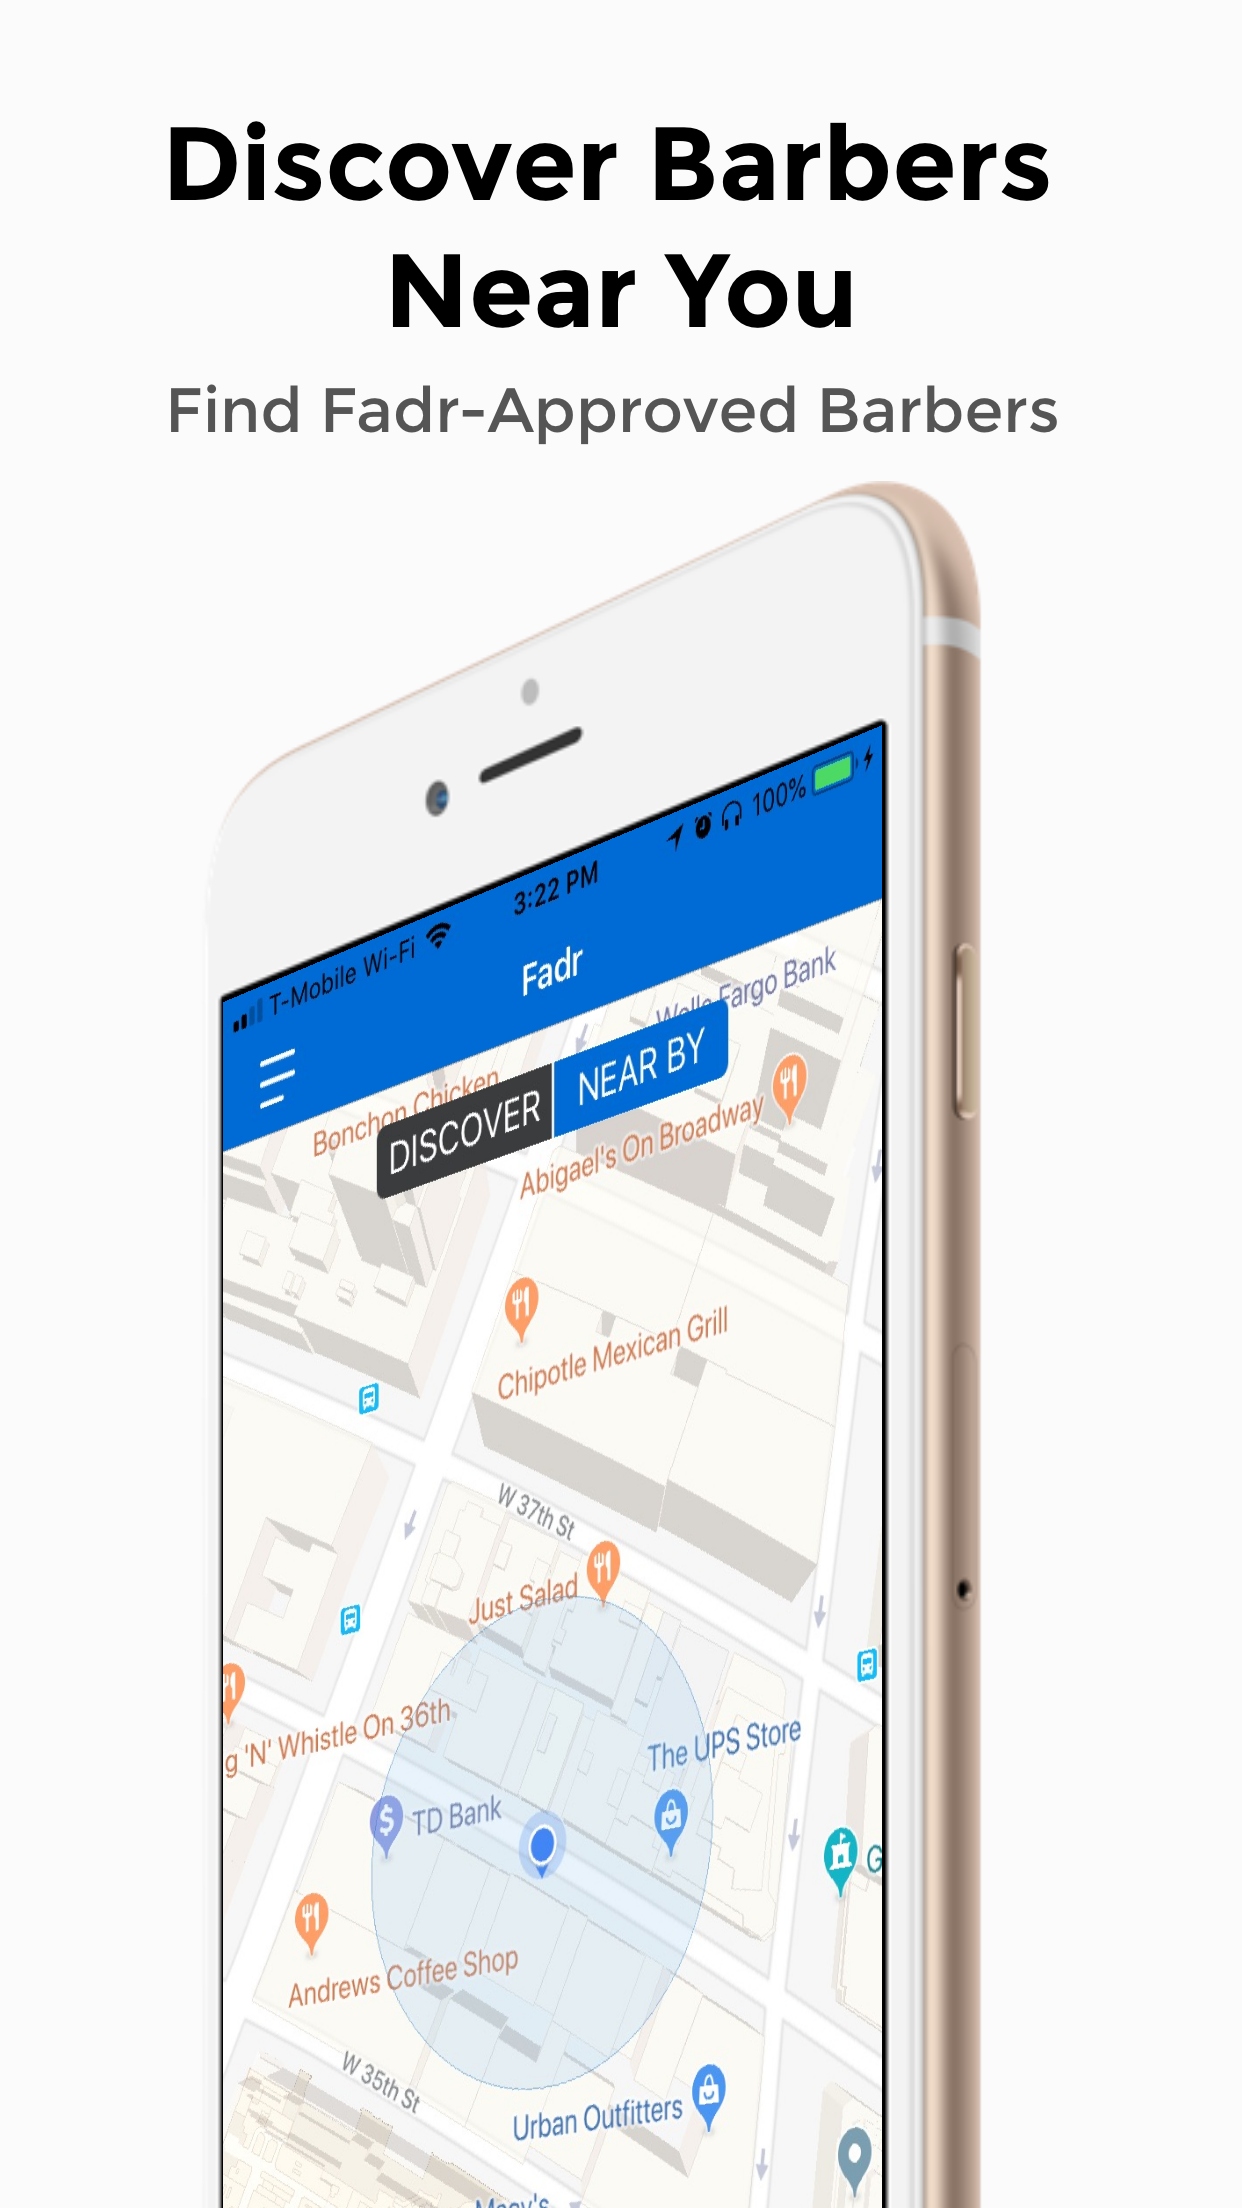 Discover Barbers
Near You
Find Fadr-Approved Barbers
T-Mobile Wi-Fi
3:22 PM
100%
Fadr
Wells Fargo Bank
Bonchon Chicken
DISCOVER
NEAR BY
Abigael's On Broadway
Chipotle Mexican Grill
W 37th St
Just Salad
g 'N' Whistle On 36th
The UPS Store
TD Bank
G
Andrews Coffee Shop
W 35th St
Urban Outfitters
Macy's